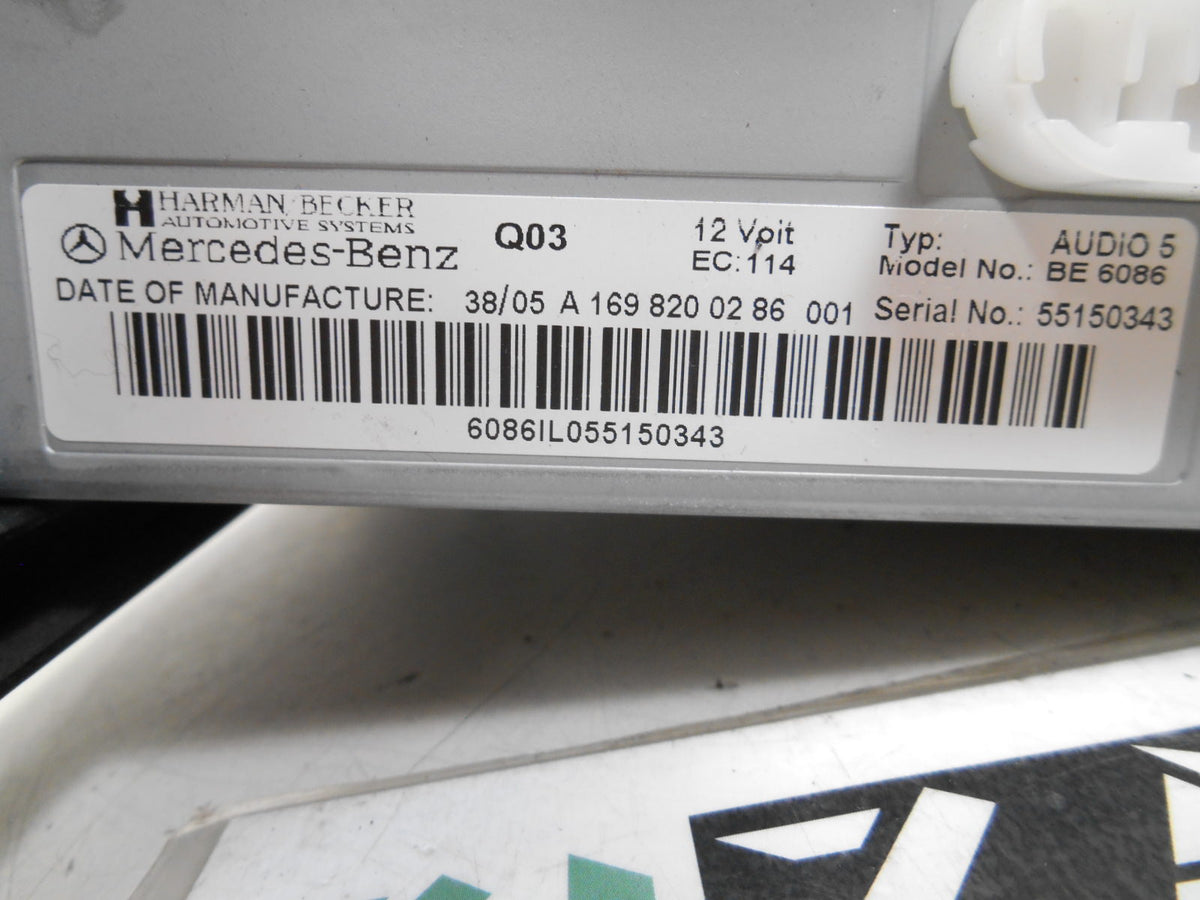 HARMAN/BECKER
AUTOMOTIVE SYSTEMS
Mercedes-Benz
Q03
12 Volt
EC:114
Typ: AUDIO 5
Model No.: BE 6086
DATE OF MANUFACTURE: 38/05 A 169 820 02 86 001 Serial No.: 55150343
6086IL055150343